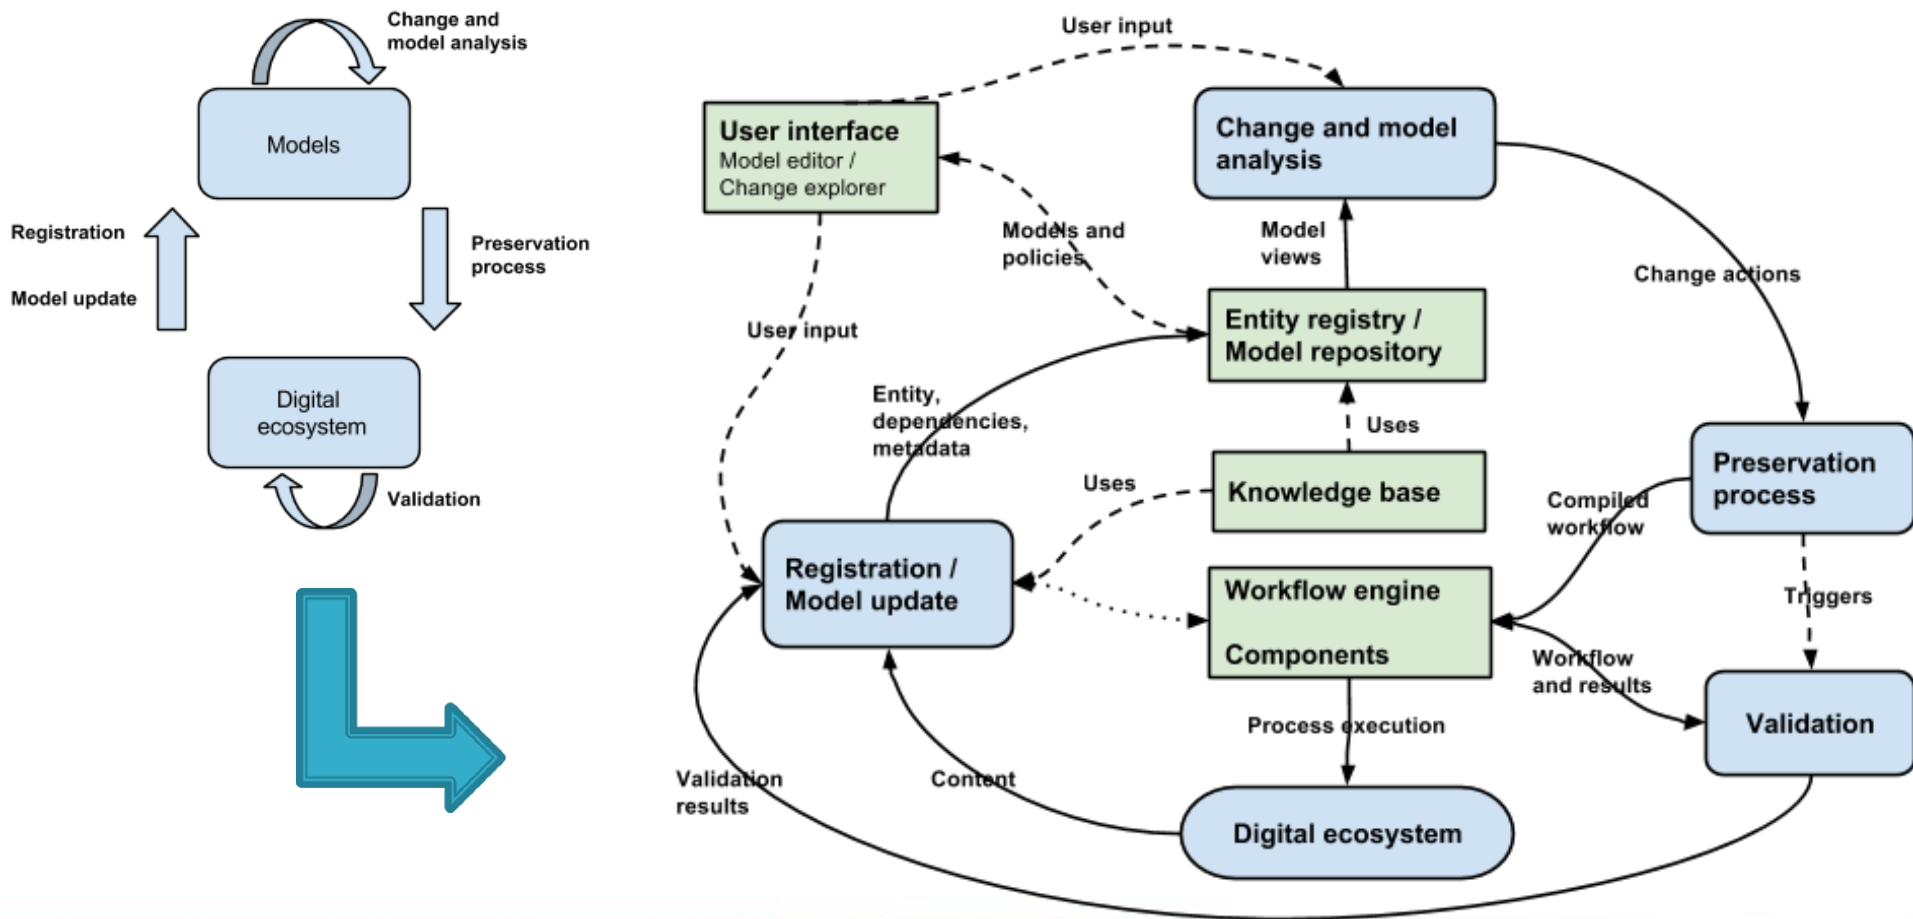 Change and
model analysis
Models
Registration
Model update
Preservation
process
Digital
ecosystem
Validation
User input
User interface
Model editor /
Change explorer
Change and model
analysis
Models and
policies
Model
views
Change actions
User input
Entity registry /
Model repository
Entity,
dependencies,
metadata
Uses
Uses
Knowledge base
Preservation
process
Compiled
workflow
Registration /
Model update
Workflow engine
Components
Triggers
Workflow
and results
Process execution
Validation
Validation
results
Content
Digital ecosystem